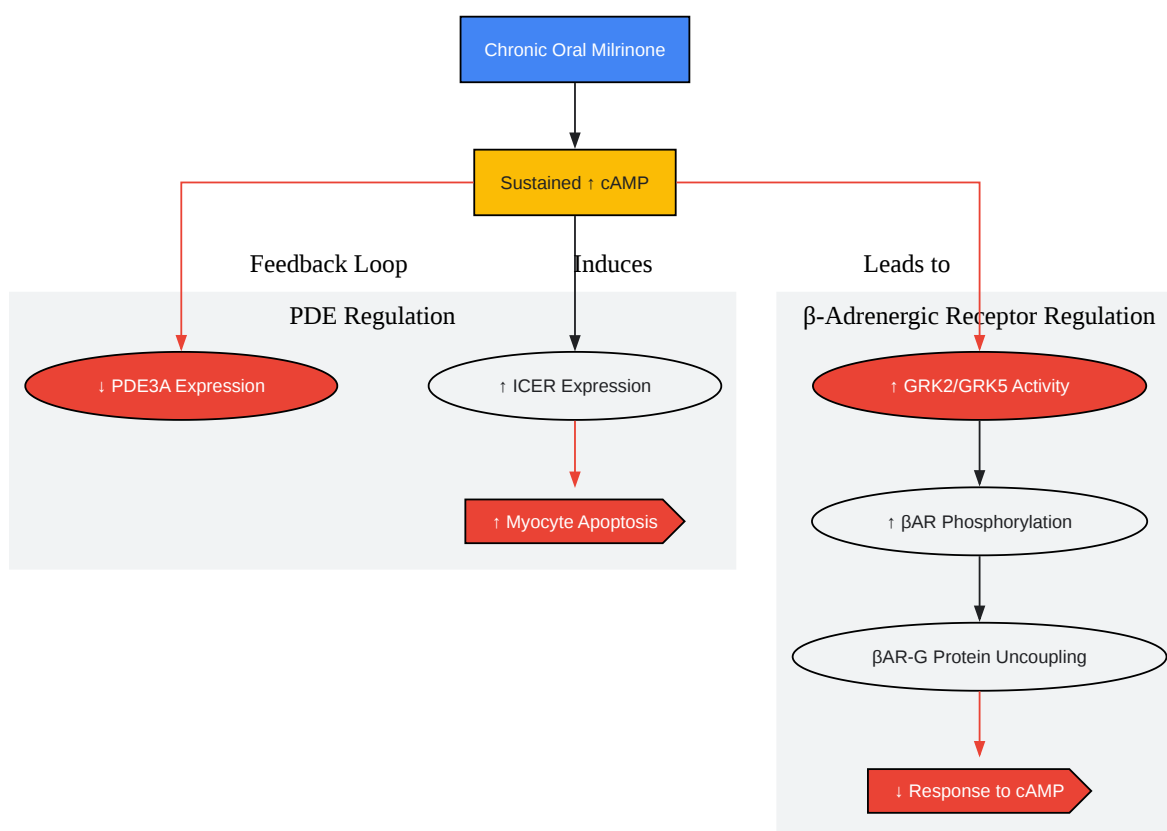 Chronic Oral Milrinone
Sustained ↑ cAMP
Feedback Loop
Induces
Leads to
PDE Regulation
β-Adrenergic Receptor Regulation
↓ PDE3A Expression
↑ ICER Expression
↑ GRK2/GRK5 Activity
↑ Myocyte Apoptosis
↑ βAR Phosphorylation
βAR-G Protein Uncoupling
↓ Response to cAMP